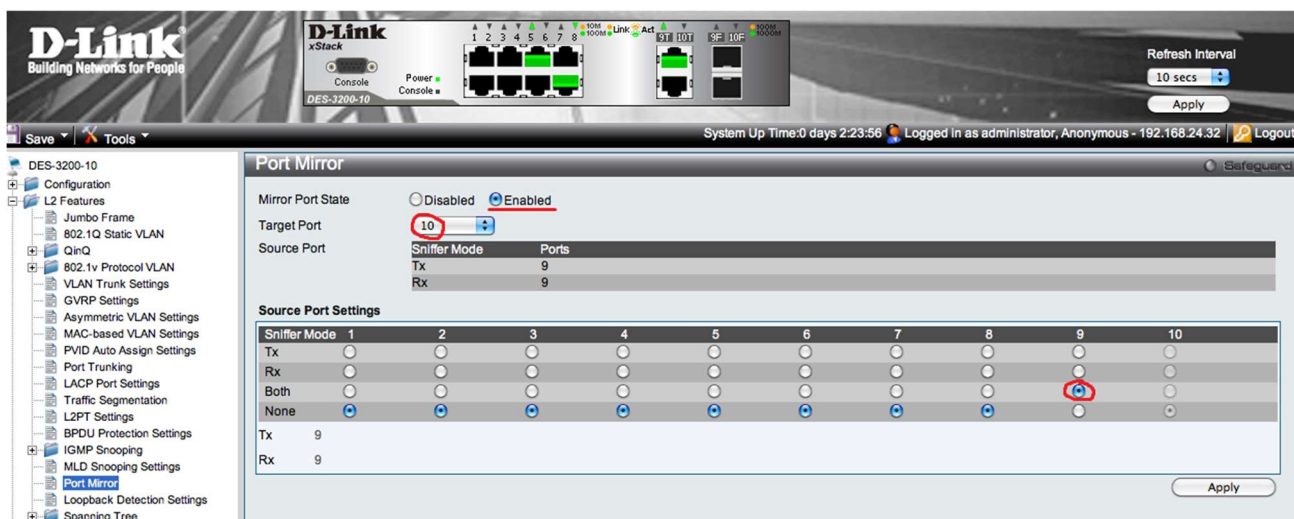 D-Link
Building Networks for People
D-Link
xStack
Console
Power
Console
DES-3200-10
1 2 3 4 5 6 7 8
10M
100M
Link
Act
9T 10T
9F 10F
100M
1000M
Refresh Interval
10 secs
Apply
Save
Tools
System Up Time:0 days 2:23:56
Logged in as administrator, Anonymous - 192.168.24.32
Logout
DES-3200-10
Configuration
L2 Features
Jumbo Frame
802.1Q Static VLAN
QinQ
802.1v Protocol VLAN
VLAN Trunk Settings
GVRP Settings
Asymmetric VLAN Settings
MAC-based VLAN Settings
PVID Auto Assign Settings
Port Trunking
LACP Port Settings
Traffic Segmentation
L2PT Settings
BPDU Protection Settings
IGMP Snooping
MLD Snooping Settings
Port Mirror
Loopback Detection Settings
Spanning Tree
Port Mirror
Safeguard
Mirror Port State
Disabled
Enabled
Target Port
10
Source Port
Sniffer Mode Ports
Tx 9
Rx 9
Source Port Settings
Sniffer Mode 1 2 3 4 5 6 7 8 9 10
Tx
Rx
Both
None
Tx 9
Rx 9
Apply